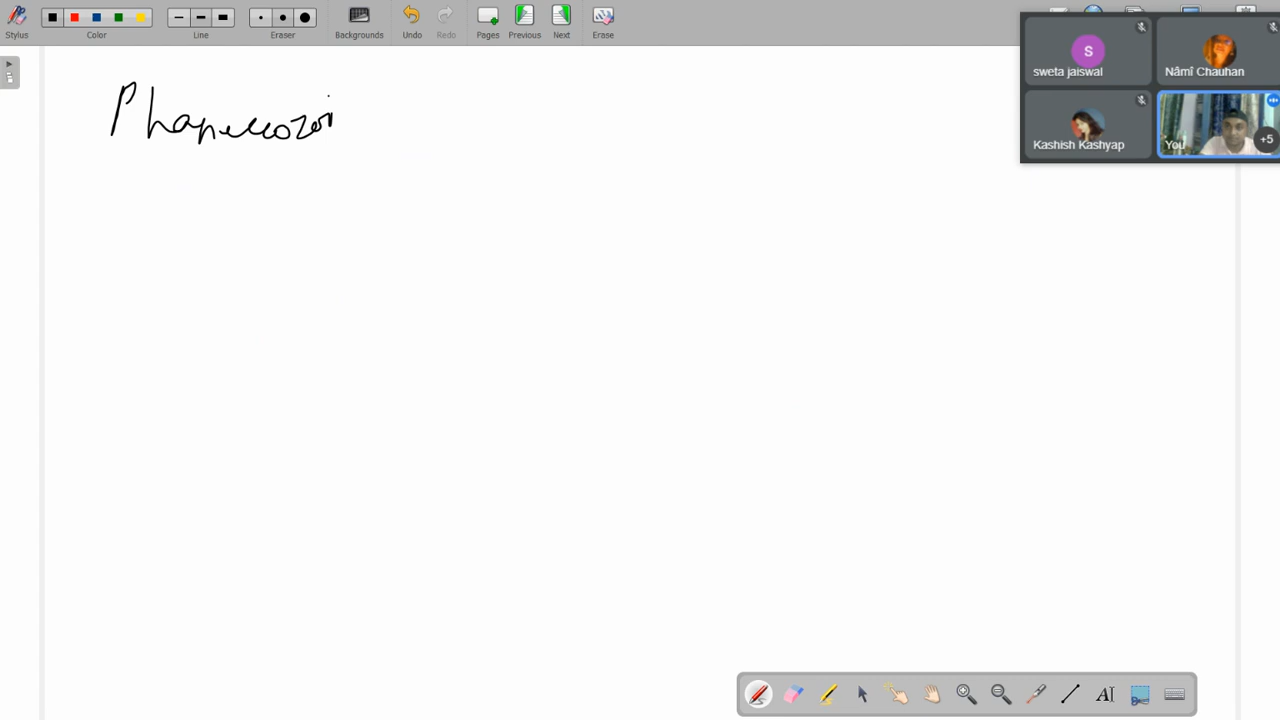 Stylus
Color
Line
Eraser
Backgrounds
Undo
Redo
Pages
Previous
Next
Erase
S
sweta jaiswal
Nâmî Chauhan
Kashish Kashyap
You
+5